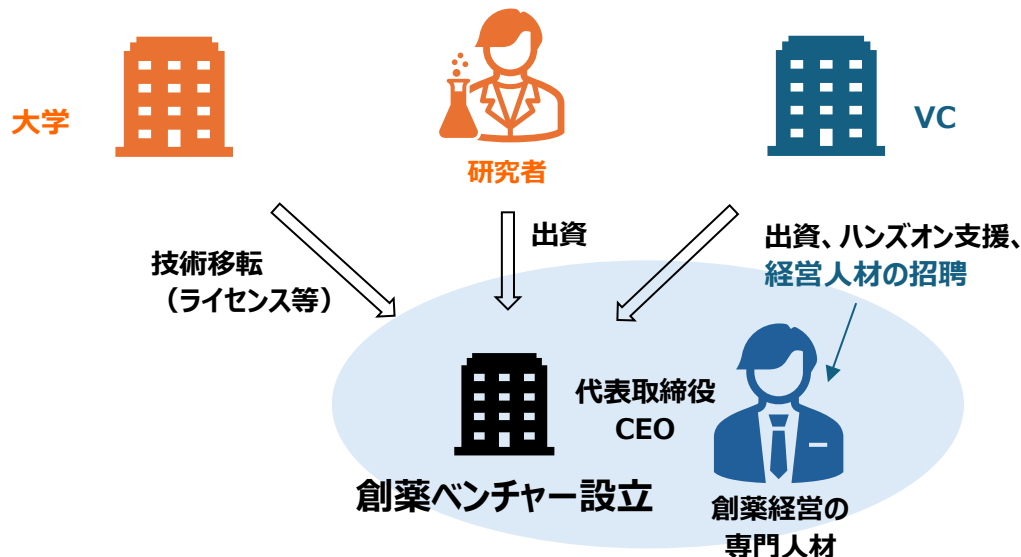 大学
研究者
VC
技術移転
（ライセンス等）
出資
出資、ハンズオン支援、
経営人材の招聘
代表取締役
CEO
創薬ベンチャー設立
創薬経営の
専門人材